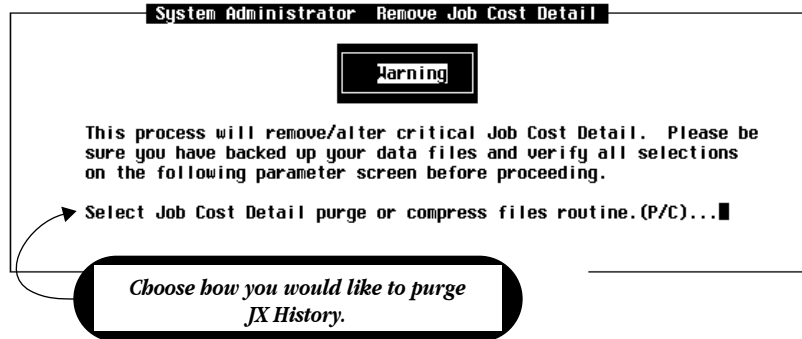 System Administrator Remove Job Cost Detail
Warning
This process will remove/alter critical Job Cost Detail. Please be
sure you have backed up your data files and verify all selections
on the following parameter screen before proceeding.
Select Job Cost Detail purge or compress files routine.(P/C)...
Choose how you would like to purge
JX History.